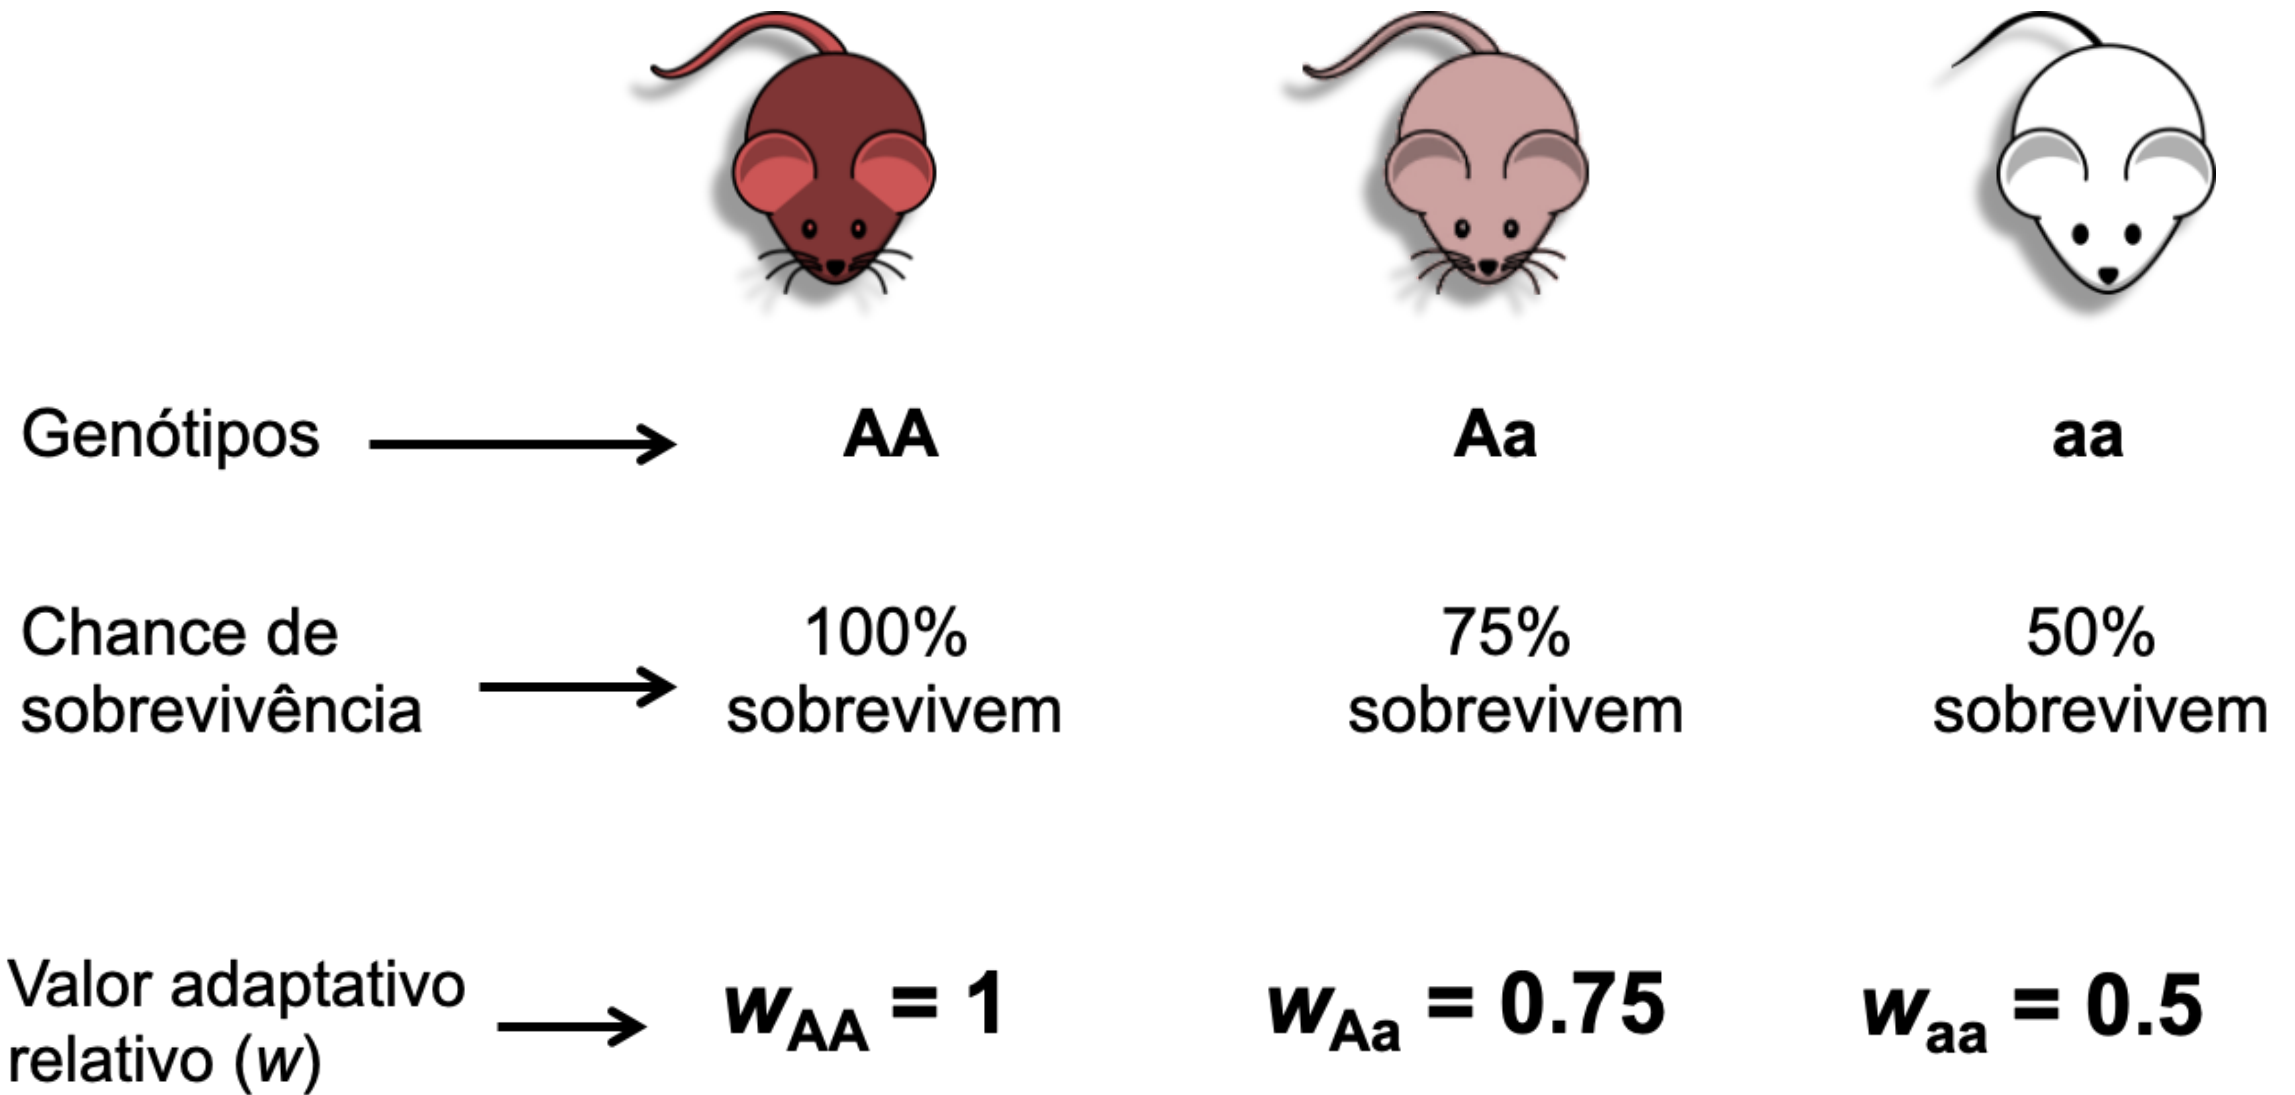 Genótipos AA Aa aa
Chance de 100% 75% 50%
sobrevivência sobrevivem sobrevivem sobrevivem
Valor adaptativo
relativo (w) wAA = 1 wAa = 0.75 waa = 0.5